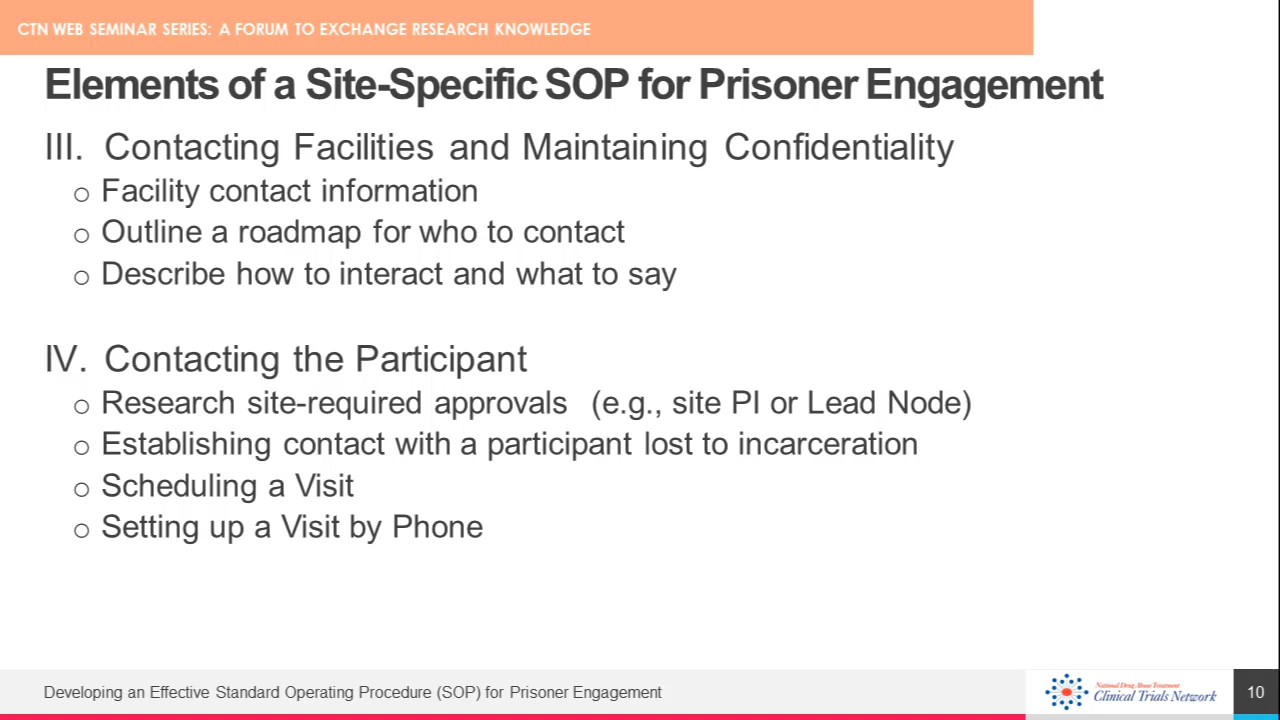 CTN WEB SEMINAR SERIES: A FORUM TO EXCHANGE RESEARCH KNOWLEDGE
Elements of a Site-Specific SOP for Prisoner Engagement
III. Contacting Facilities and Maintaining Confidentiality
o Facility contact information
o Outline a roadmap for who to contact
o Describe how to interact and what to say
IV. Contacting the Participant
o Research site-required approvals (e.g., site PI or Lead Node)
o Establishing contact with a participant lost to incarceration
o Scheduling a Visit
o Setting up a Visit by Phone
Developing an Effective Standard Operating Procedure (SOP) for Prisoner Engagement
National Drug Abuse Treatment
Clinical Trials Network
10